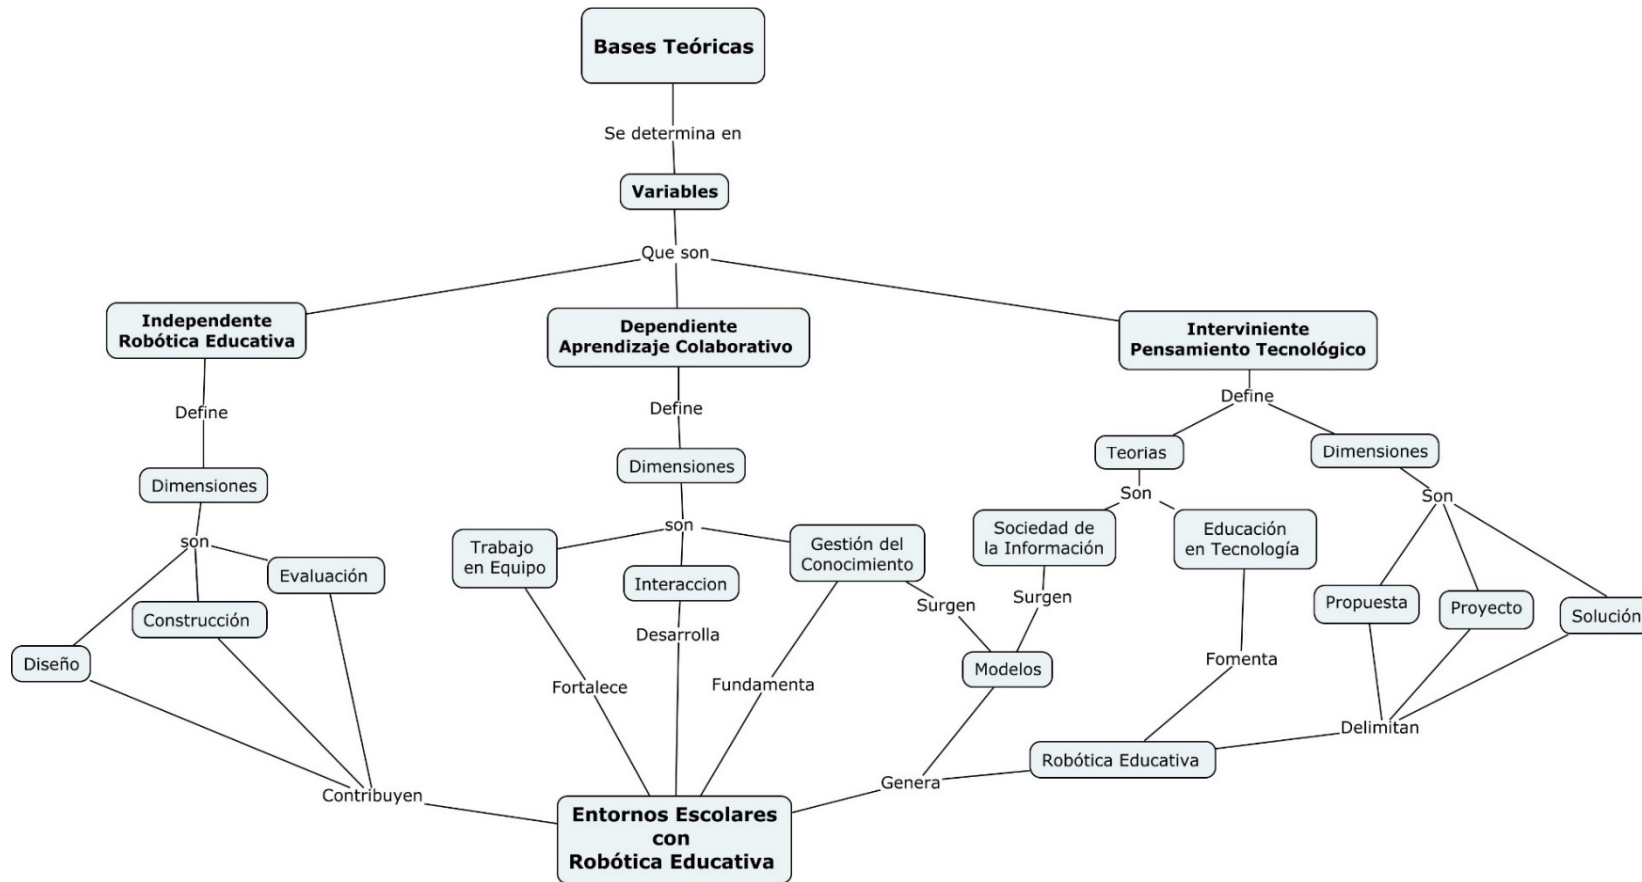 Bases Teóricas
Se determina en
Variables
Que son
Independente
Robótica Educativa
Dependiente
Aprendizaje Colaborativo
Interviniente
Pensamiento Tecnológico
Define
Define
Define
Dimensiones
Dimensiones
Teorias
Dimensiones
son
son
Son
Son
Diseño
Construcción
Evaluación
Trabajo
en Equipo
Interaccion
Gestión del
Conocimiento
Sociedad de
la Información
Educación
en Tecnología
Propuesta
Proyecto
Solución
Fortalece
Desarrolla
Fundamenta
Surgen
Surgen
Modelos
Fomenta
Delimitan
Robótica Educativa
Contribuyen
Genera
Entornos Escolares
con
Robótica Educativa